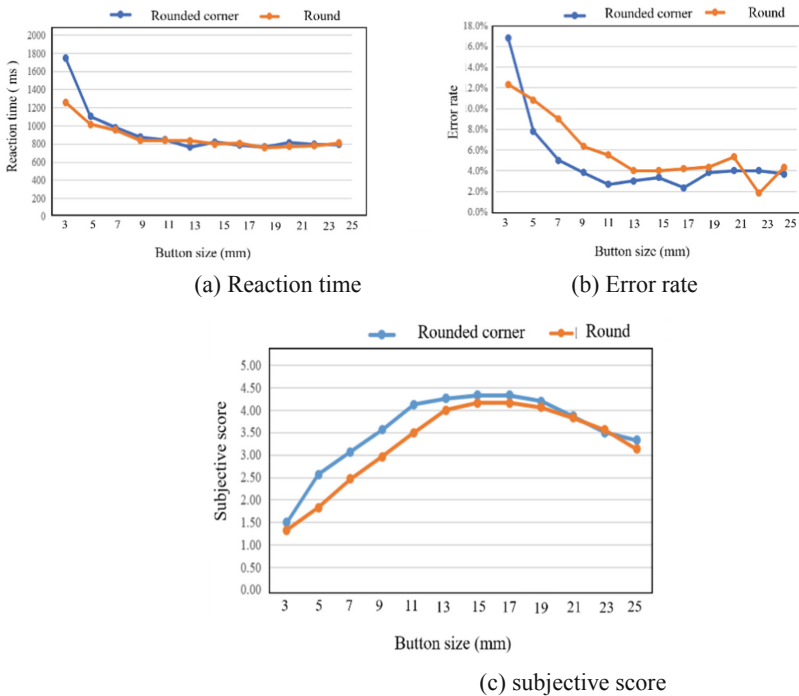 Rounded corner Round
Reaction time ( ms )
2000
1800
1600
1400
1200
1000
800
600
400
200
0
3 5 7 9 11 13 15 17 19 21 23 25
Button size (mm)
(a) Reaction time
Rounded corner Round
Error rate
18.0%
16.0%
14.0%
12.0%
10.0%
8.0%
6.0%
4.0%
2.0%
0.0%
3 5 7 9 11 13 15 17 19 21 23 25
Button size (mm)
(b) Error rate
Rounded corner Round
Subjective score
5.00
4.50
4.00
3.50
3.00
2.50
2.00
1.50
1.00
0.50
0.00
3 5 7 9 11 13 15 17 19 21 23 25
Button size (mm)
(c) subjective score